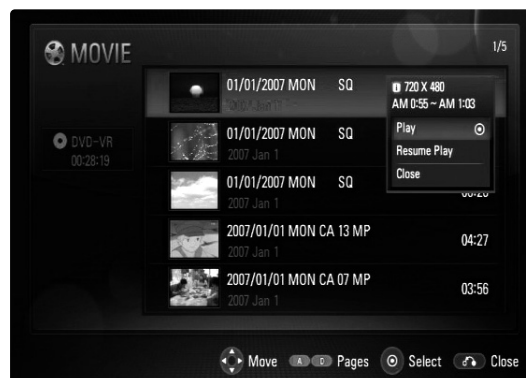 MOVIE
1/5
DVD-VR
00:28:19
01/01/2007 MON SQ
2007 Jan 1
01/01/2007 MON SQ
2007 Jan 1
01/01/2007 MON SQ
2007 Jan 1
2007/01/01 MON CA 13 MP
2007 Jan 1
04:27
2007/01/01 MON CA 07 MP
2007 Jan 1
03:56
720 X 480
AM 0:55 ~ AM 1:03
Play
Resume Play
Close
Move
A D Pages
Select
Close